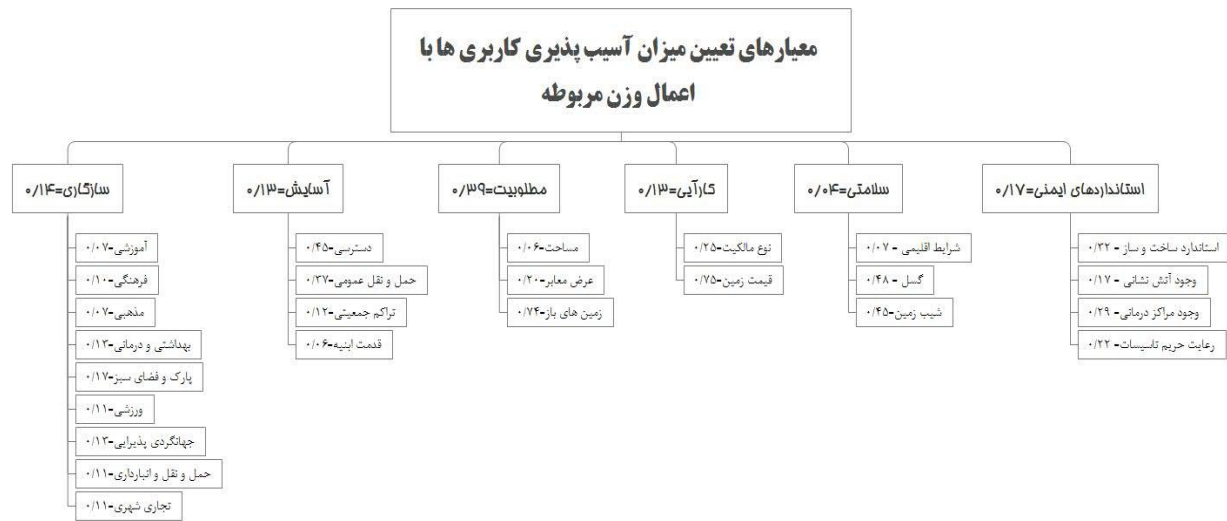 معیارهای تعیین میزان آسیب پذیری کاربری ها با
اعمال وزن مربوطه
استانداردهای ایمنی=۰/۱۷
استاندارد ساخت و ساز - ۰/۳۲
وجود آتش نشانی - ۰/۱۷
وجود مراکز درمانی- ۰/۲۹
رعایت حریم تاسیسات- ۰/۲۲
سلامتی=۰/۰۴
شرایط اقلیمی - ۰/۰۷
گسل - ۰/۴۸
شیب زمین-۰/۴۵
کارآیی=۰/۱۳
نوع مالکیت-۰/۲۵
قیمت زمین-۰/۷۵
مطلوبیت=۰/۳۹
مساحت-۰/۰۶
عرض معابر-۰/۲۰
زمین های باز-۰/۷۴
آسایش=۰/۱۳
دسترسی-۰/۴۵
حمل و نقل عمومی-۰/۳۷
تراکم جمعیتی-۰/۱۲
قدمت ابنیه-۰/۰۶
سازگاری=۰/۱۴
آموزشی-۰/۰۷
فرهنگی-۰/۱۰
مذهبی-۰/۰۷
بهداشتی و درمانی-۰/۱۳
پارک و فضای سبز-۰/۱۷
ورزشی-۰/۱۱
جهانگردی پذیرایی-۰/۱۳
حمل و نقل و انبارداری-۰/۱۱
تجاری شهری-۰/۱۱